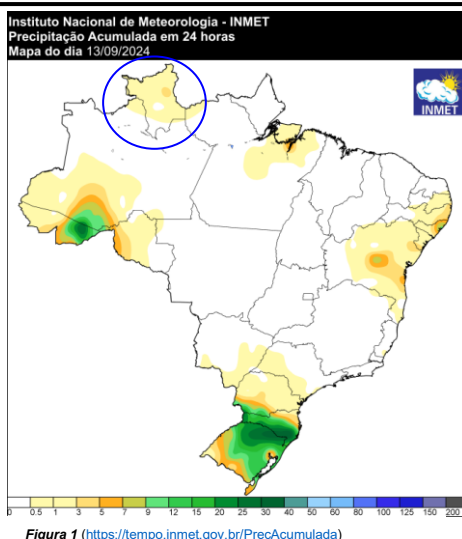 Instituto Nacional de Meteorologia - INMET
Precipitação Acumulada em 24 horas
Mapa do dia 13/09/2024
INMET
0 0.5 1 3 5 7 9 12 15 20 25 30 40 50 60 80 100 125 150 200
Figura 1 (https://tempo.inmet.gov.br/PrecAcumulada)